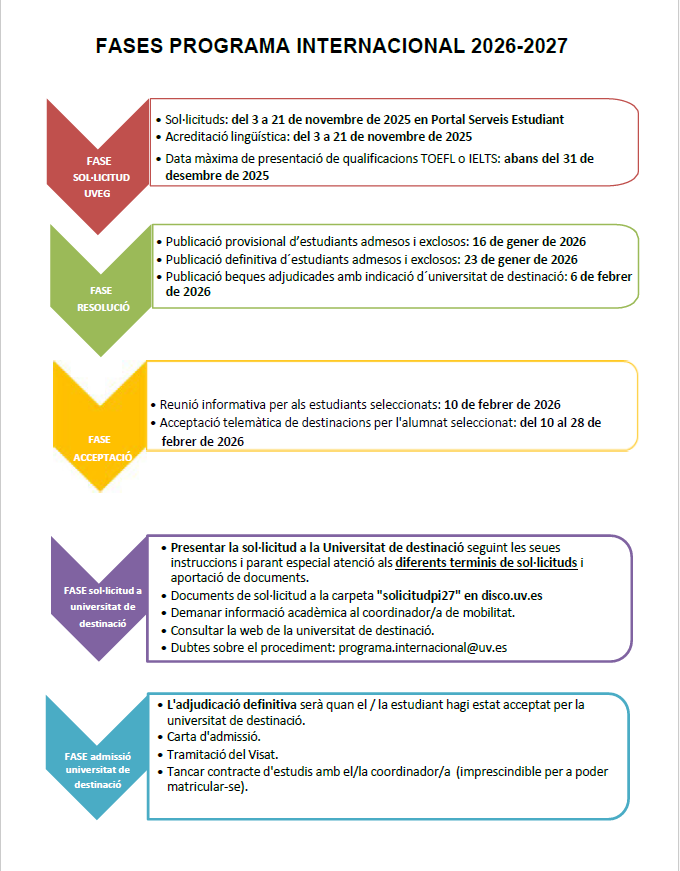 FASES PROGRAMA INTERNACIONAL 2026-2027
FASE
SOL·LICITUD
UVEG
• Sol·licituds: del 3 a 21 de novembre de 2025 en Portal Serveis Estudiant
• Acreditació lingüística: del 3 a 21 de novembre de 2025
• Data màxima de presentació de qualificacions TOEFL o IELTS: abans del 31 de
desembre de 2025
FASE
RESOLUCIÓ
• Publicació provisional d’estudiants admesos i exclosos: 16 de gener de 2026
• Publicació definitiva d´estudiants admesos i exclosos: 23 de gener de 2026
• Publicació beques adjudicades amb indicació d´universitat de destinació: 6 de febrer
de 2026
FASE
ACCEPTACIÓ
• Reunió informativa per als estudiants seleccionats: 10 de febrer de 2026
• Acceptació telemàtica de destinacions per l'alumnat seleccionat: del 10 al 28 de
febrer de 2026
FASE sol·licitud a
universitat de
destinació
• Presentar la sol·licitud a la Universitat de destinació seguint les seues
instruccions i parant especial atenció als diferents terminis de sol·licituds i
aportació de documents.
• Documents de sol·licitud a la carpeta "solicitudpi27" en disco.uv.es
• Demanar informació acadèmica al coordinador/a de mobilitat.
• Consultar la web de la universitat de destinació.
• Dubtes sobre el procediment: programa.internacional@uv.es
FASE admissió
universitat de
destinació
• L'adjudicació definitiva serà quan el / la estudiant hagi estat acceptat per la
universitat de destinació.
• Carta d'admissió.
• Tramitació del Visat.
• Tancar contracte d'estudis amb el/la coordinador/a (imprescindible per a poder
matricular-se).